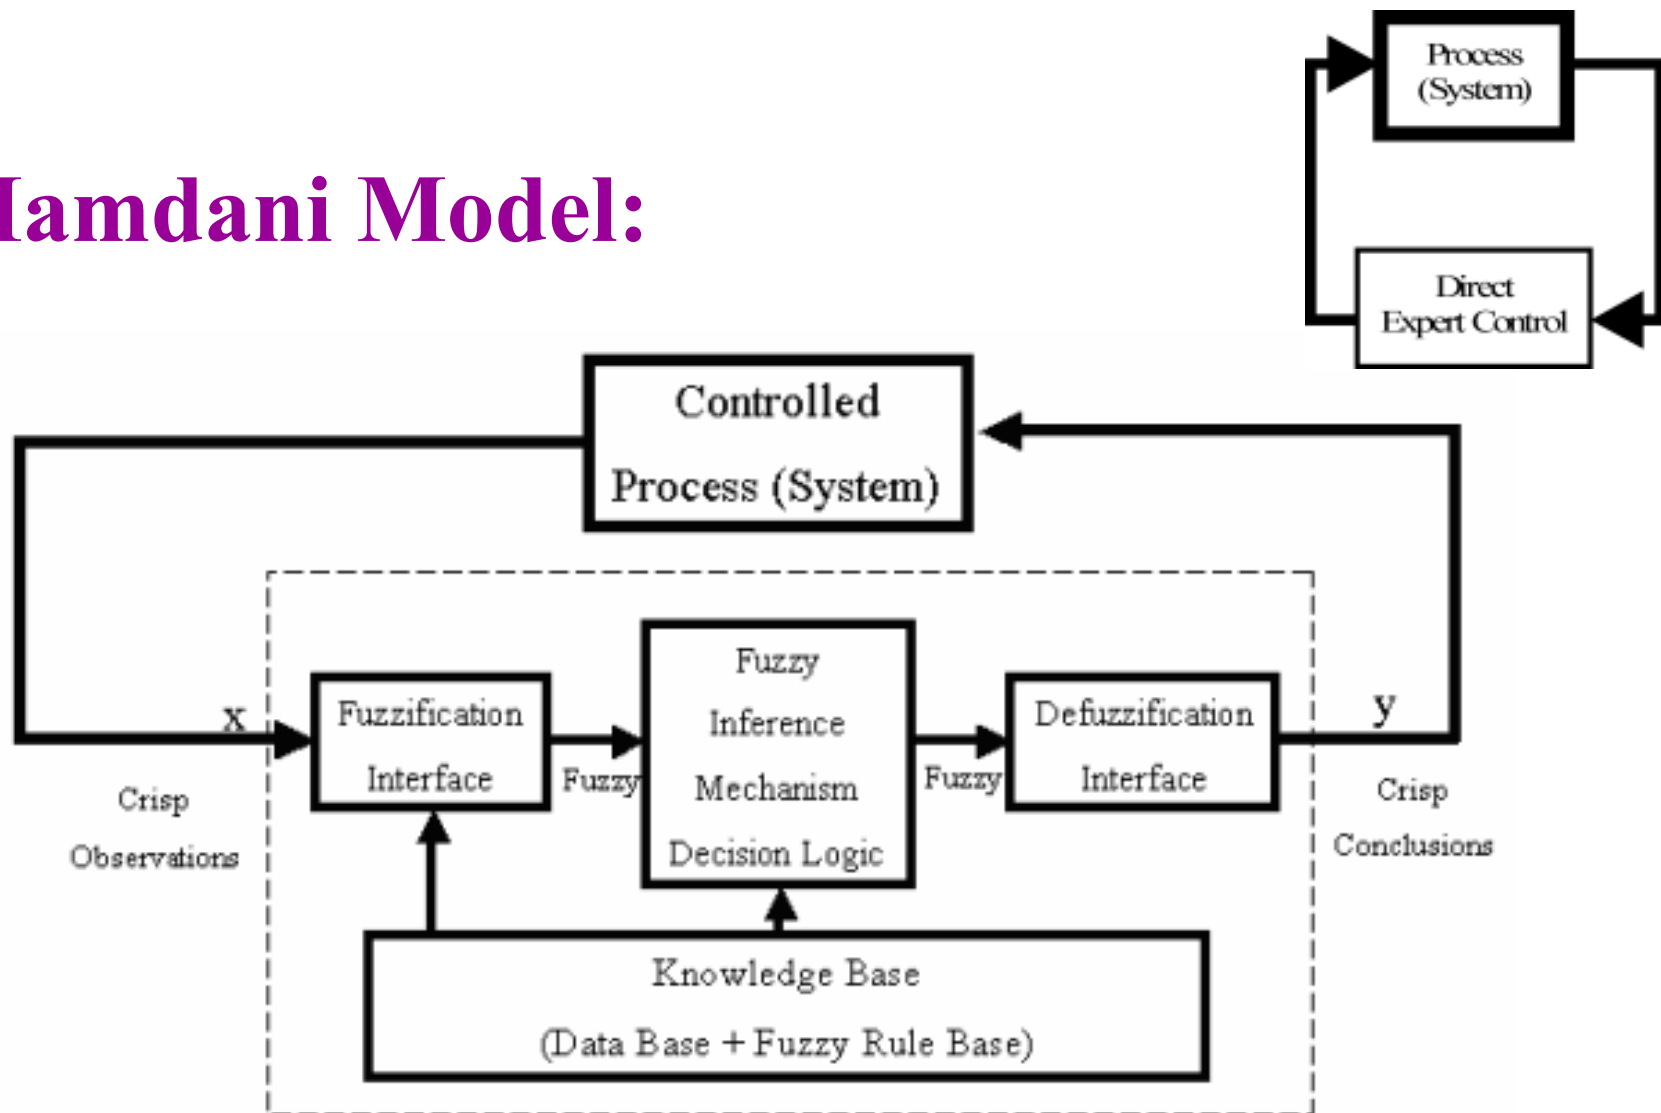 Process
(System)
Iamdani Model:
Direct
Expert Control
Controlled
Process (System)
x
Fuzzification
Interface
Fuzzy
Fuzzy
Inference
Mechanism
Decision Logic
Fuzzy
Defuzzification
Interface
y
Crisp
Observations
Crisp
Conclusions
Knowledge Base
(Data Base + Fuzzy Rule Base)